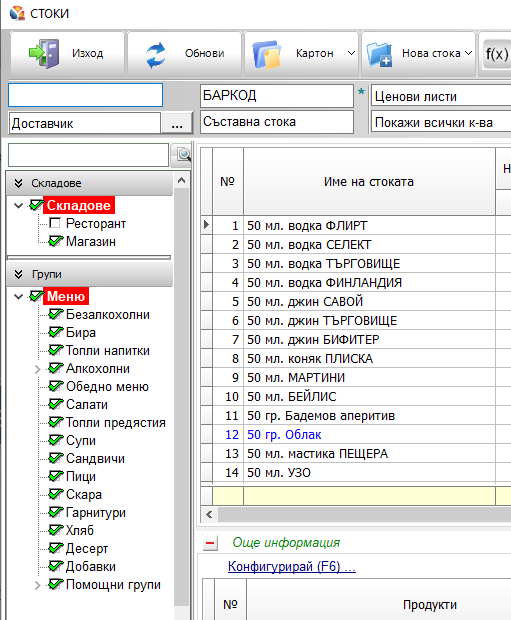 СТОКИ
Изход
Обнови
Картон
Нова стока
f(x)
БАРКОД
*
Ценови листи
Доставчик
...
Съставна стока
Покажи всички к-ва
Складове
Складове
Ресторант
Магазин
Групи
Меню
Безалкохолни
Бира
Топли напитки
Алкохолни
Обедно меню
Салати
Топли предястия
Супи
Сандвичи
Пици
Скара
Гарнитури
Хляб
Десерт
Добавки
Помощни групи
№ Име на стоката Н
1 50 мл. водка ФЛИРТ
2 50 мл. водка СЕЛЕКТ
3 50 мл. водка ТЪРГОВИЩЕ
4 50 мл. водка ФИНЛАНДИЯ
5 50 мл. джин САВОЙ
6 50 мл. джин ТЪРГОВИЩЕ
7 50 мл. джин БИФИТЕР
8 50 мл. коняк ПЛИСКА
9 50 мл. МАРТИНИ
10 50 мл. БЕЙЛИС
11 50 гр. Бадемов аперитив
12 50 гр. Облак
13 50 мл. мастика ПЕЩЕРА
14 50 мл. УЗО
Още информация
Конфигурирай (F6) ...
№ Продукти